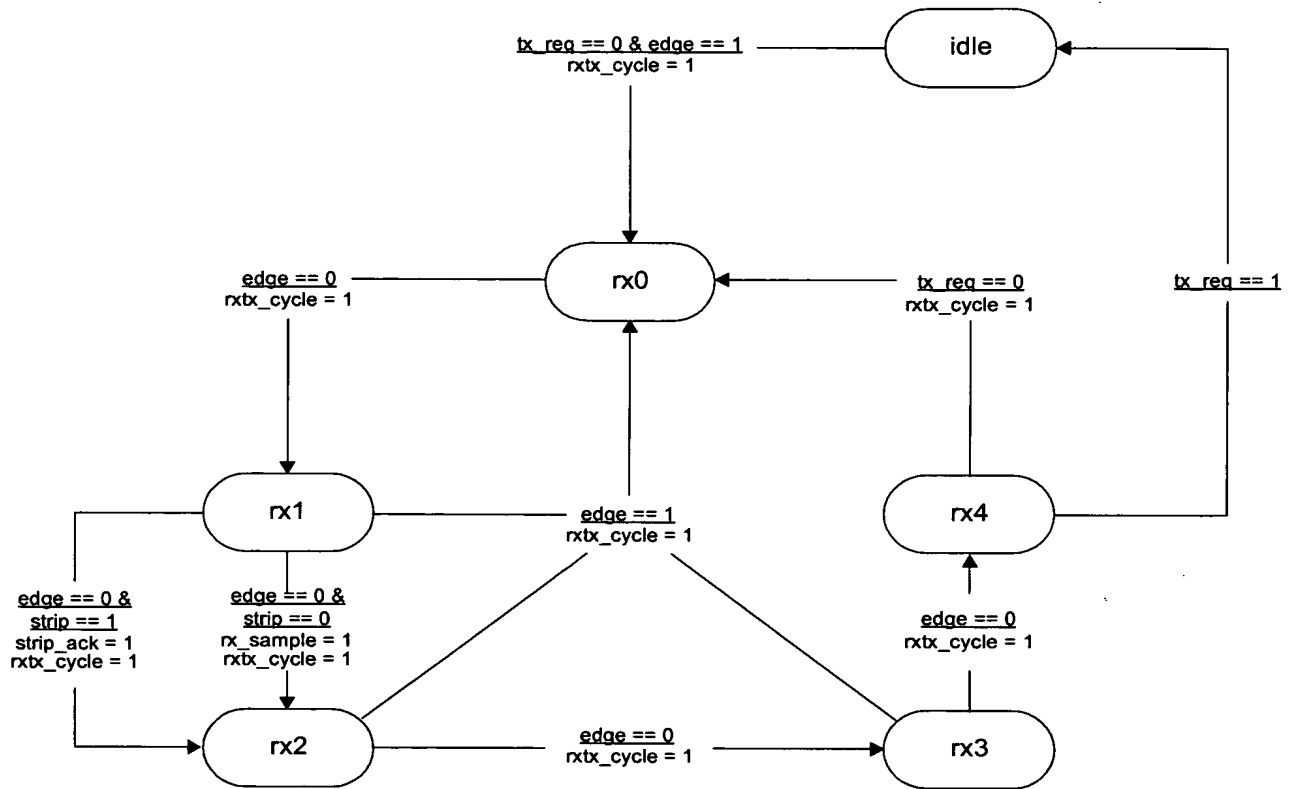 tx_req == 0 & edge == 1
rxtx_cycle = 1
idle
edge == 0
rxtx_cycle = 1
rx0
tx_req == 0
rxtx_cycle = 1
tx_req == 1
rx1
edge == 1
rxtx_cycle = 1
rx4
edge == 0 &
strip == 1
strip_ack = 1
rxtx_cycle = 1
edge == 0 &
strip == 0
rx_sample = 1
rxtx_cycle = 1
edge == 0
rxtx_cycle = 1
rx2
edge == 0
rxtx_cycle = 1
rx3